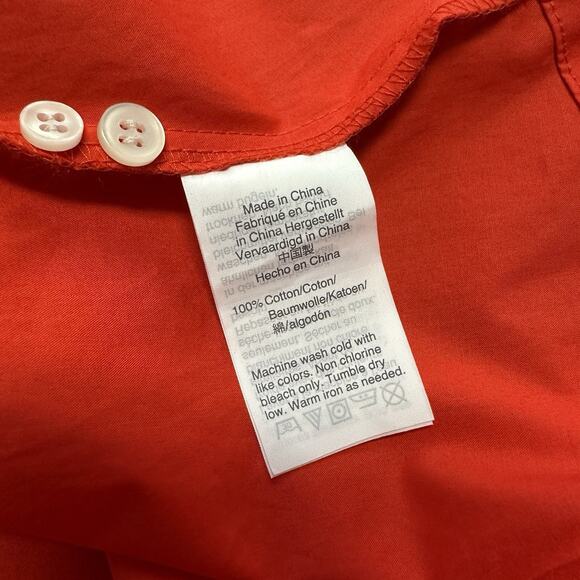 Made in China
Fabriqué en Chine
in China Hergestellt
Vervaardigd in China
中国製
Hecho en China
100% Cotton/Coton/
Baumwolle/Katoen/
綿/algodón
Machine wash cold with
like colors. Non chlorine
bleach only. Tumble dry
low. Warm iron as needed.